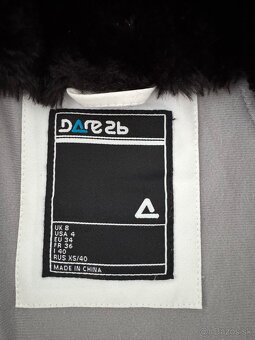 DARE2b
UK 8
USA 4
EU 34
FR 36
I 40
RUS XS/40
MADE IN CHINA